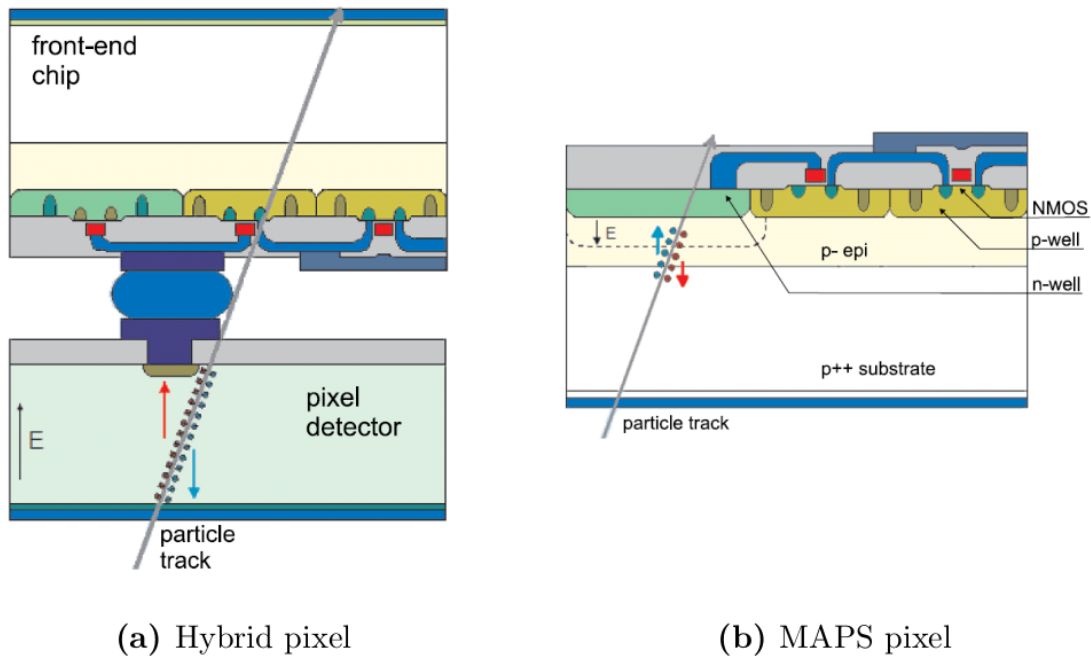 front-end
chip
pixel
detector
E
particle
track
E
p- epi
NMOS
p-well
n-well
p++ substrate
particle track
(a) Hybrid pixel
(b) MAPS pixel